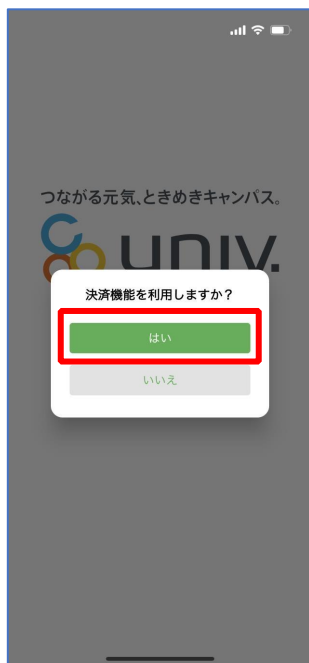 つながる元気、ときめきキャンパス。
univ.
決済機能を利用しますか？
はい
いいえ